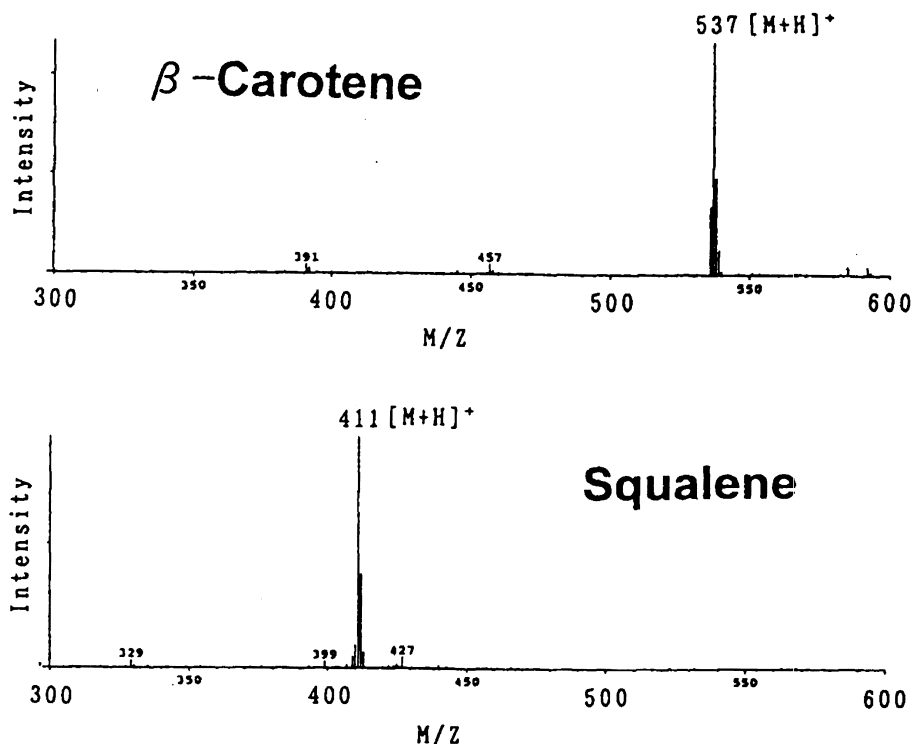 537 [M+H]+
β-Carotene
Intensity
391
457
300
350
400
450
500
550
600
M/Z
411 [M+H]+
Squalene
Intensity
329
399
427
300
350
400
450
500
550
600
M/Z